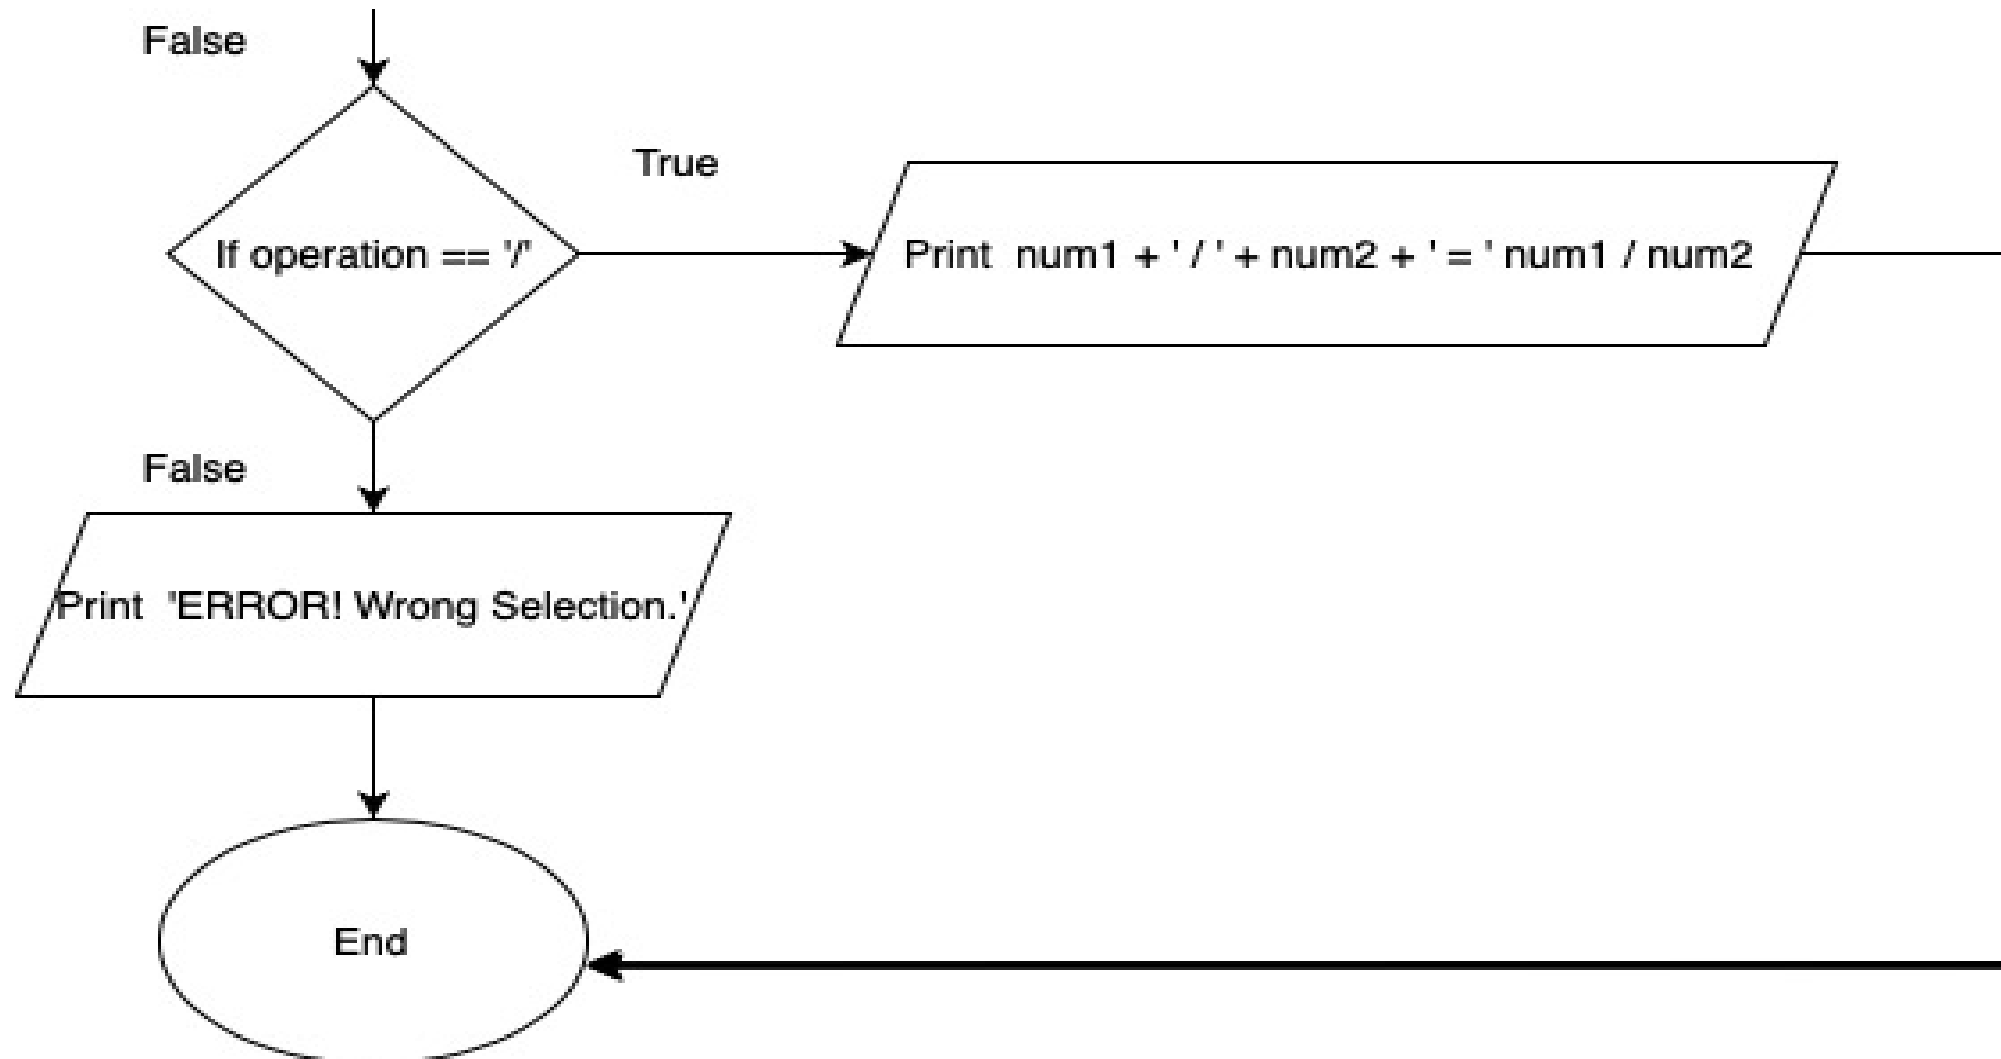 False
True
If operation == '/'
Print  num1 + ' / ' + num2 + ' = ' num1 / num2
False
Print  'ERROR! Wrong Selection.'
End